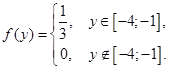 f(y) = { 1/3, y ∈ [−4;−1],
0, y ∉ [−4;−1].